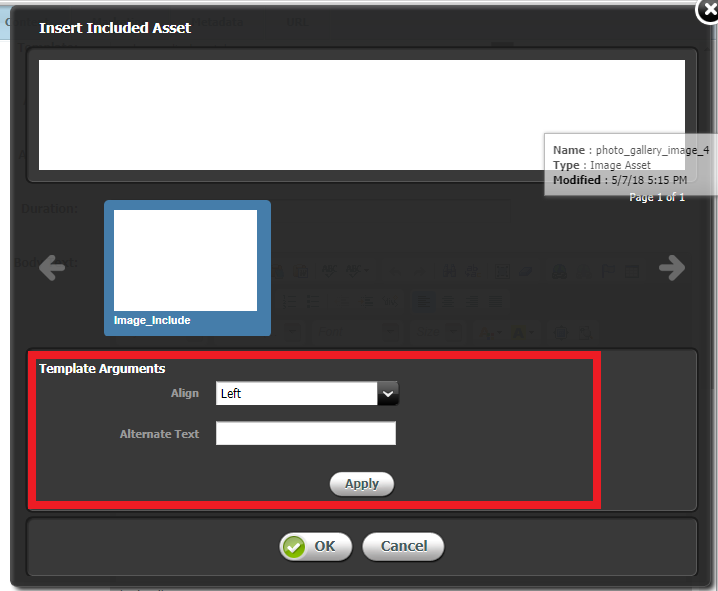 Insert Included Asset
Name : photo_gallery_image_4
Type : Image Asset
Modified : 5/7/18 5:15 PM
Page 1 of 1
Duration:
Image_Include
Template Arguments
Align
Left
Alternate Text
Apply
OK
Cancel